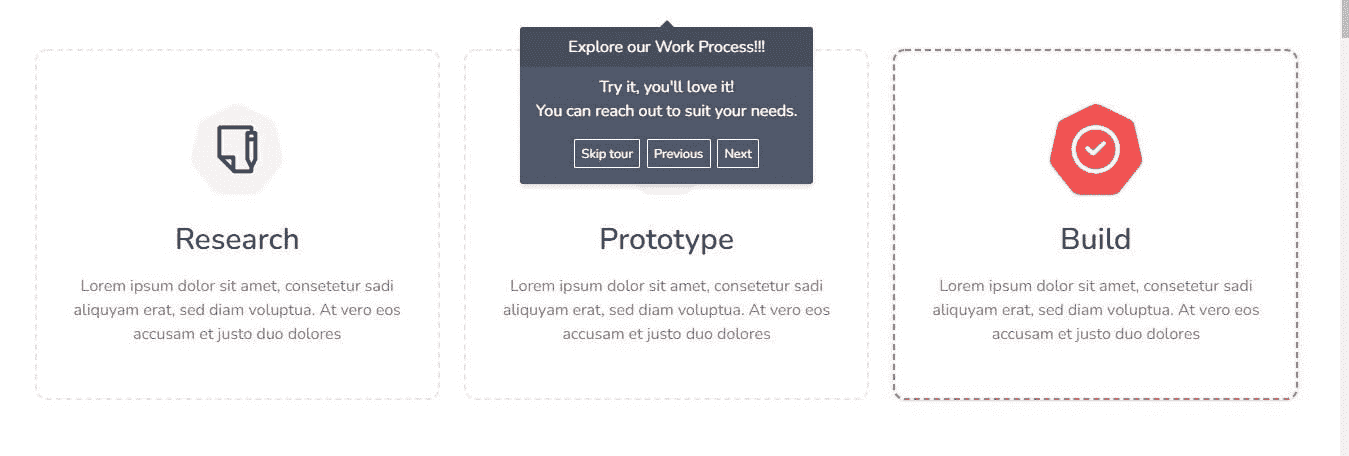 Explore our Work Process!!!
Try it, you'll love it!
You can reach out to suit your needs.
Skip tour
Previous
Next
Research
Lorem ipsum dolor sit amet, consetetur sadi
aliquyam erat, sed diam voluptua. At vero eos
accusam et justo duo dolores
Prototype
Lorem ipsum dolor sit amet, consetetur sadi
aliquyam erat, sed diam voluptua. At vero eos
accusam et justo duo dolores
Build
Lorem ipsum dolor sit amet, consetetur sadi
aliquyam erat, sed diam voluptua. At vero eos
accusam et justo duo dolores